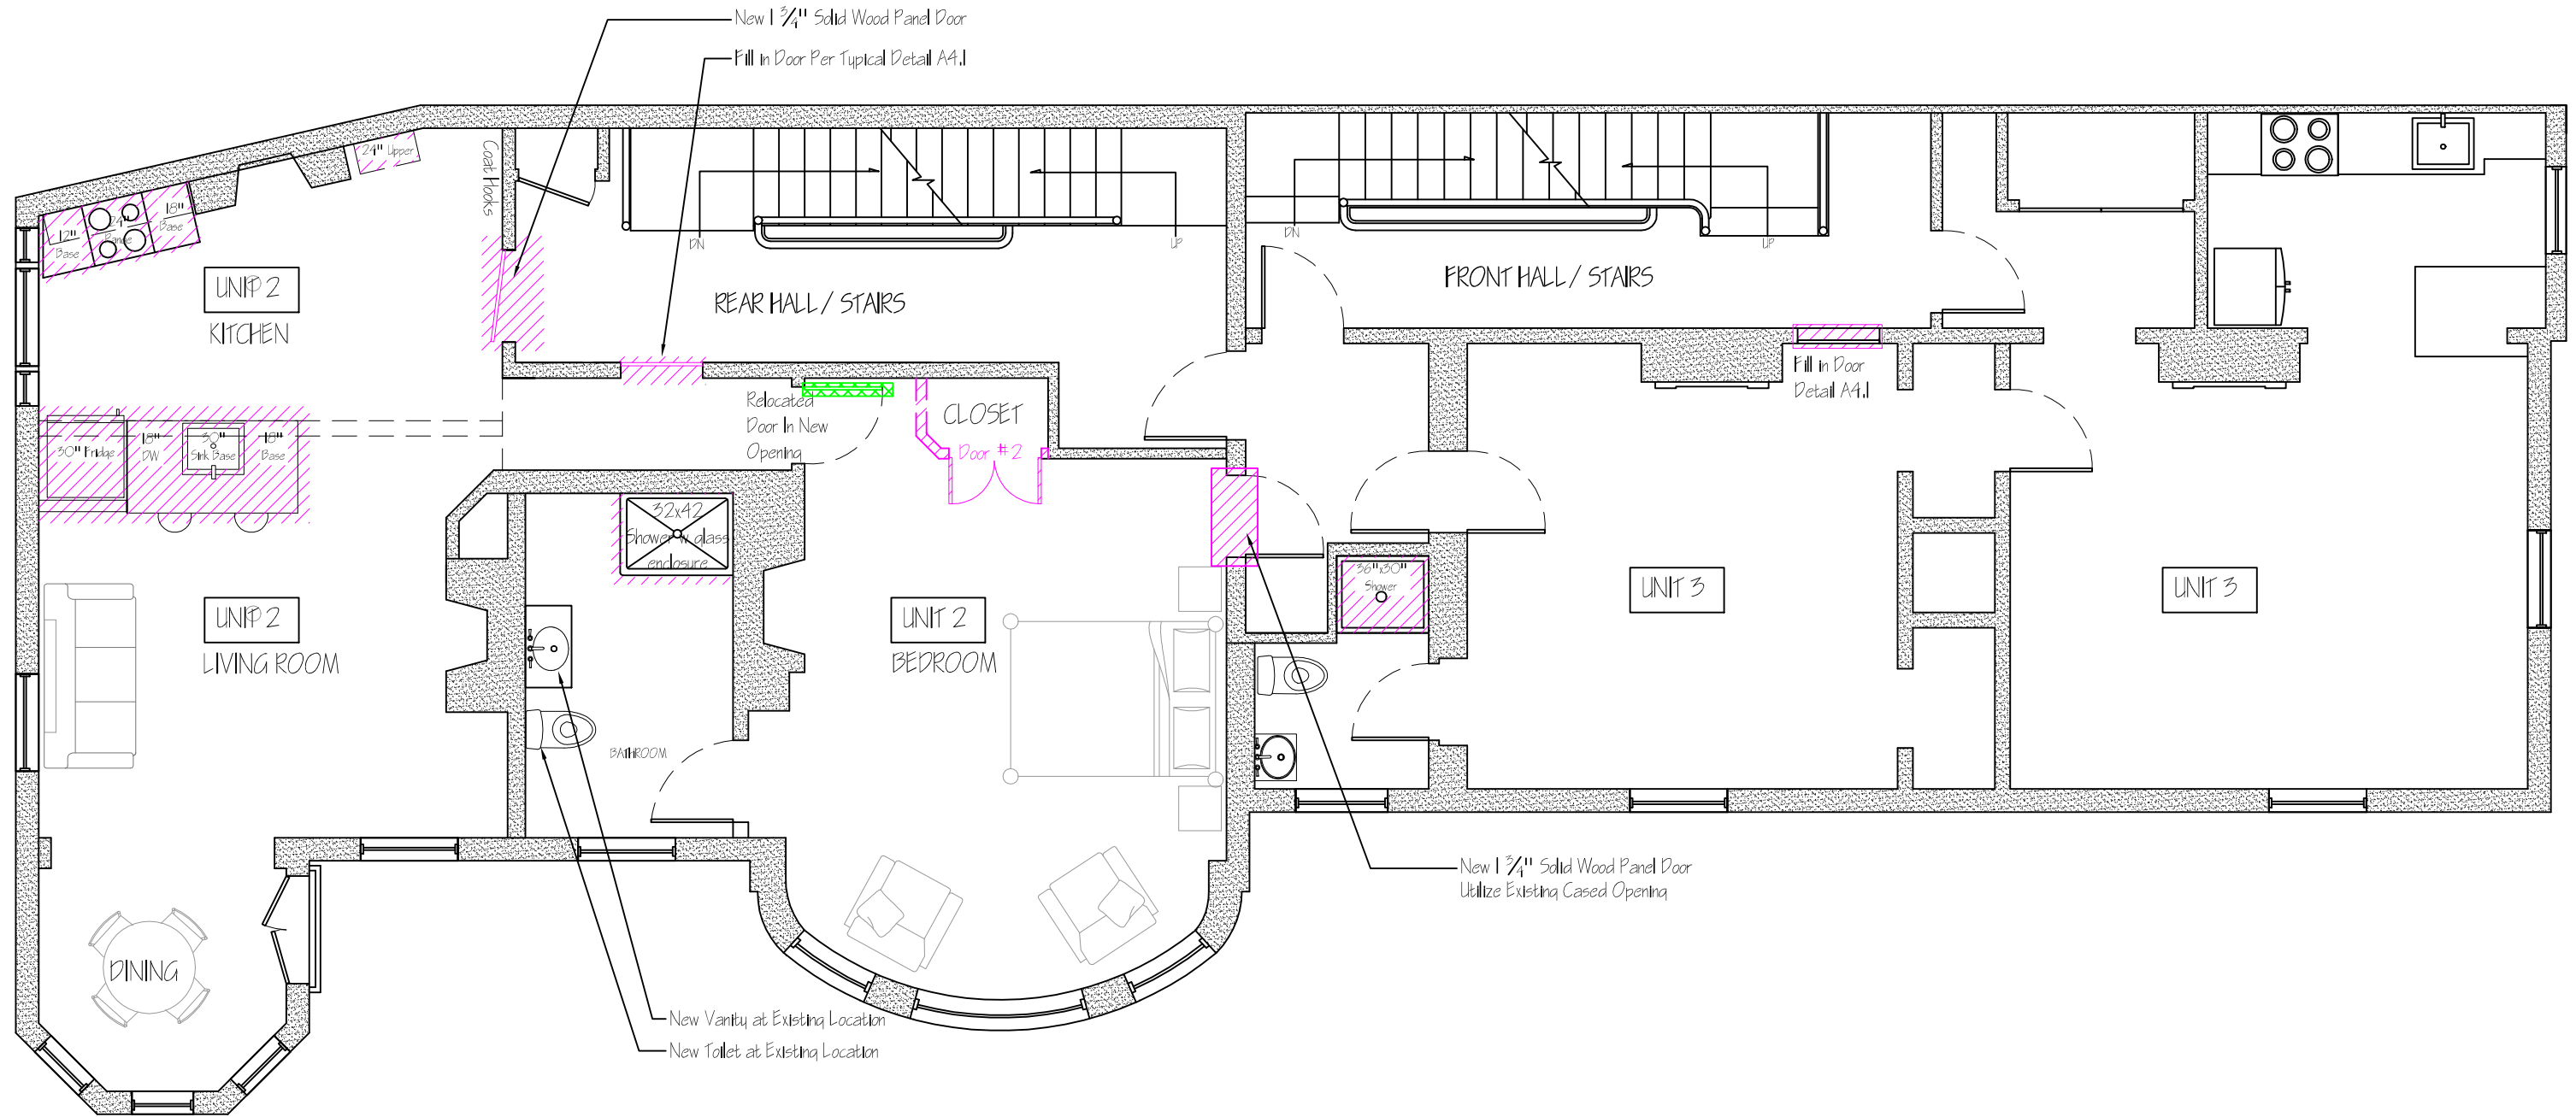 New 1 3/4" Solid Wood Panel Door
Fill in Door Per Typical Detail A4.1
24" Upper
Coat Hooks
12"
Base
24"
18"
Base
UNIT 2
KITCHEN
DN
UP
REAR HALL / STAIRS
DN
UP
FRONT HALL / STAIRS
Fill in Door
Detail A4.1
Relocated
Door In New
Opening
CLOSET
Door #2
30" Fridge
18"
DW
30"
Sink Base
18"
Base
32x42
Shower w glass
enclosure
36"x30"
Shower
UNIT 2
LIVING ROOM
UNIT 2
BEDROOM
UNIT 3
UNIT 3
BATHROOM
New 1 3/4" Solid Wood Panel Door
Utilize Existing Cased Opening
DINING
New Vanity at Existing Location
New Toilet at Existing Location